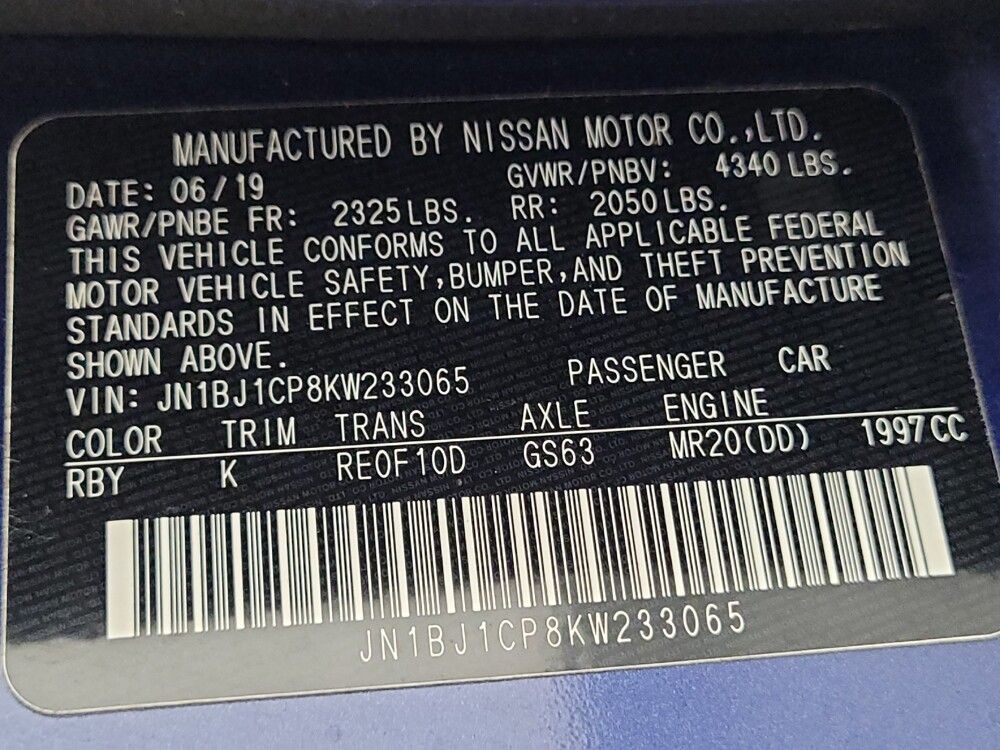 MANUFACTURED BY NISSAN MOTOR CO.,LTD.
DATE: 06/19 GVWR/PNBV: 4340 LBS.
GAWR/PNBE FR: 2325 LBS. RR: 2050 LBS.
THIS VEHICLE CONFORMS TO ALL APPLICABLE FEDERAL
MOTOR VEHICLE SAFETY,BUMPER,AND THEFT PREVENTION
STANDARDS IN EFFECT ON THE DATE OF MANUFACTURE
SHOWN ABOVE.
VIN: JN1BJ1CP8KW233065 PASSENGER CAR
COLOR TRIM TRANS AXLE ENGINE
RBY K REOF10D GS63 MR20(DD) 1997CC
JN1BJ1CP8KW233065